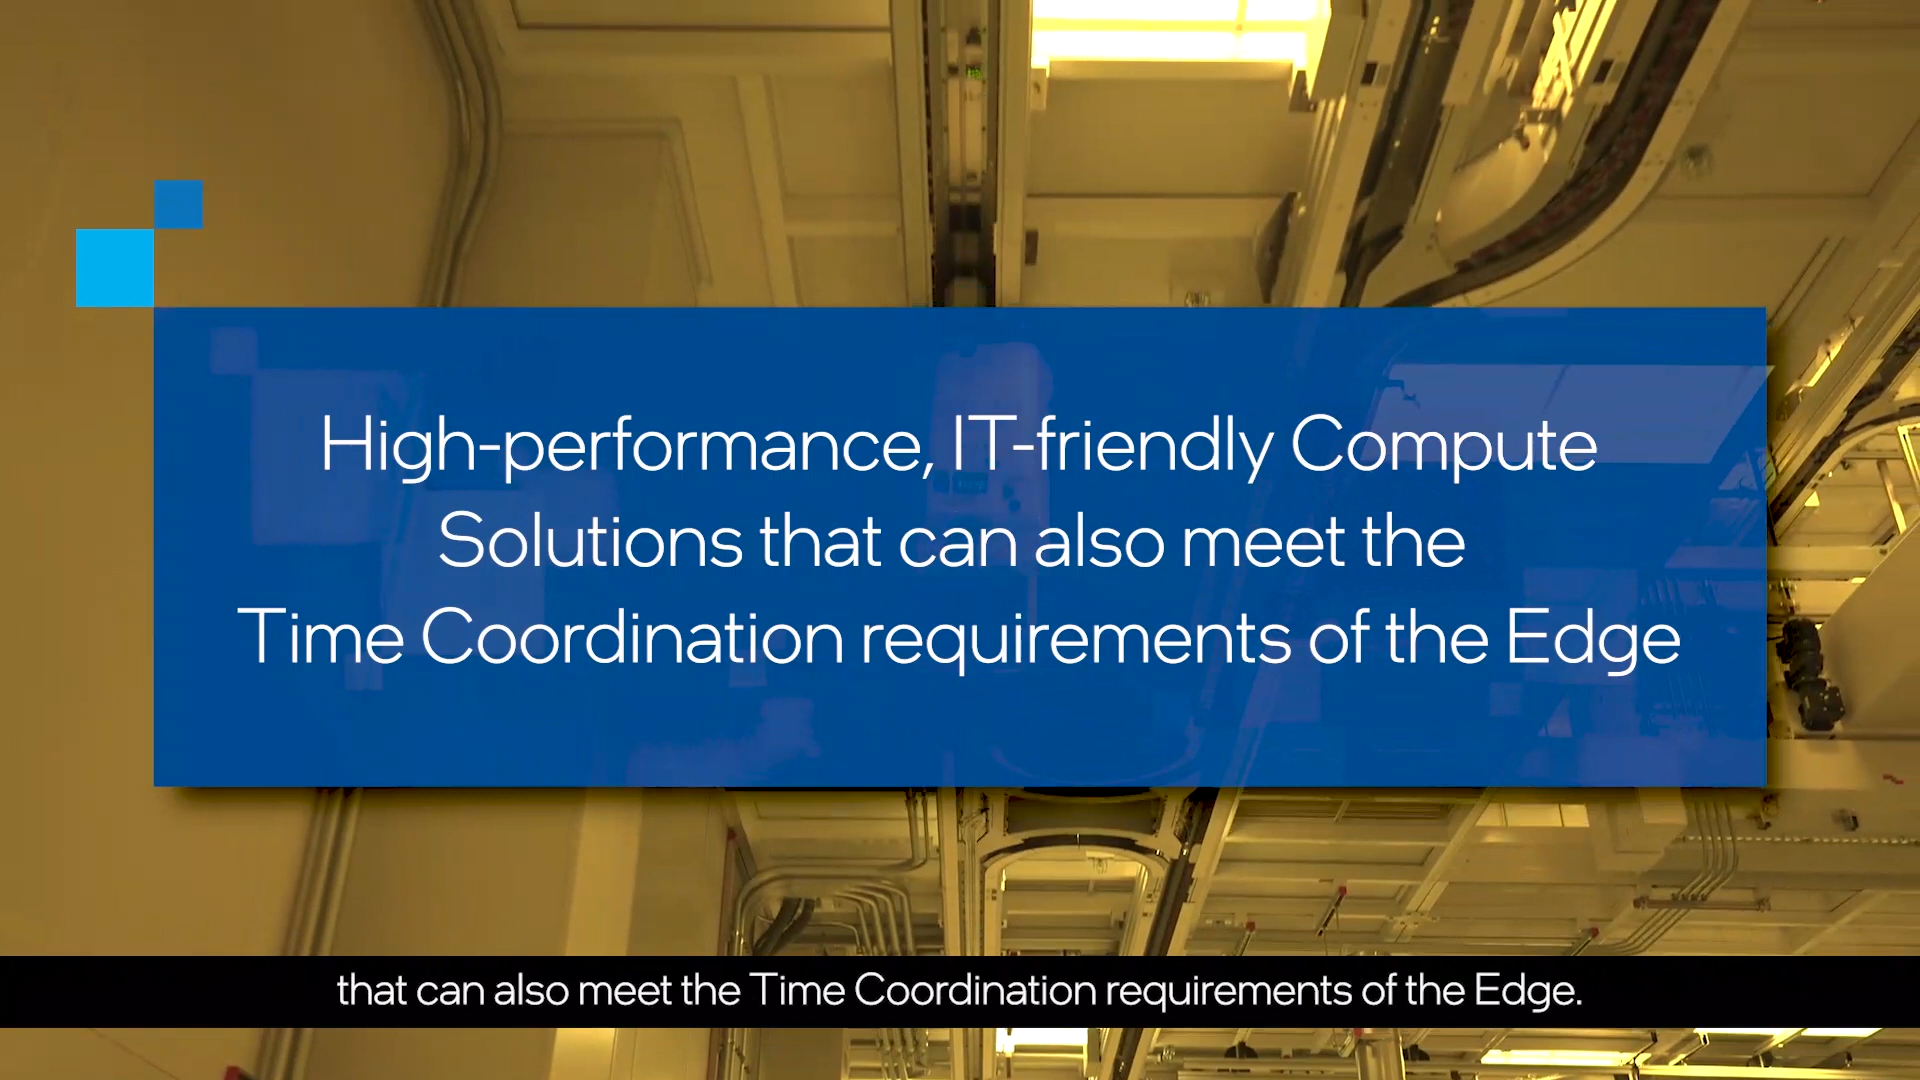 High-performance, IT-friendly Compute
Solutions that can also meet the
Time Coordination requirements of the Edge
that can also meet the Time Coordination requirements of the Edge.